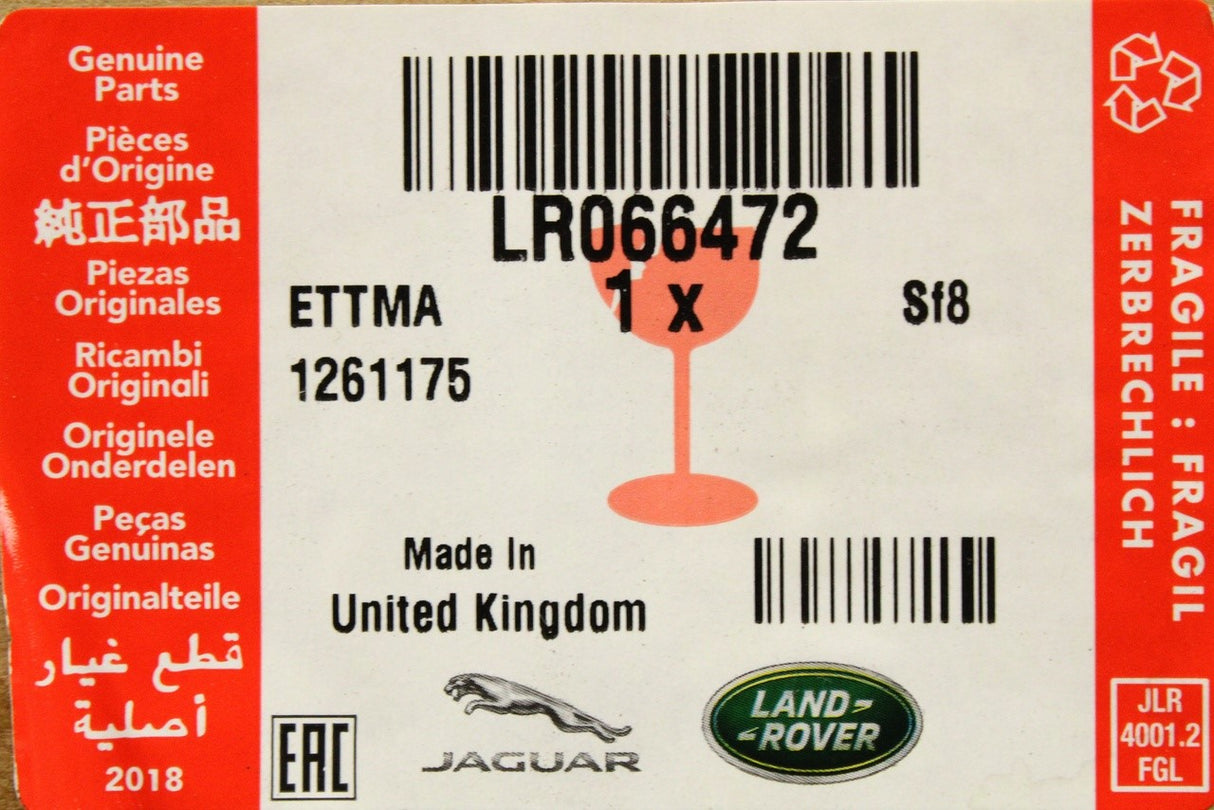 Genuine
Parts
Pièces
d'Origine
純正部品
Piezas
Originales
Ricambi
Originali
Originele
Onderdelen
Peças
Genuinas
Originalteile
قطع غيار
أصلية
2018
LR066472
ETTMA
1 x
Sf8
1261175
Made In
United Kingdom
EAC
JAGUAR
LAND-
-ROVER
FRAGILE : FRAGIL
ZERBRECHLICH
JLR
4001.2
FGL